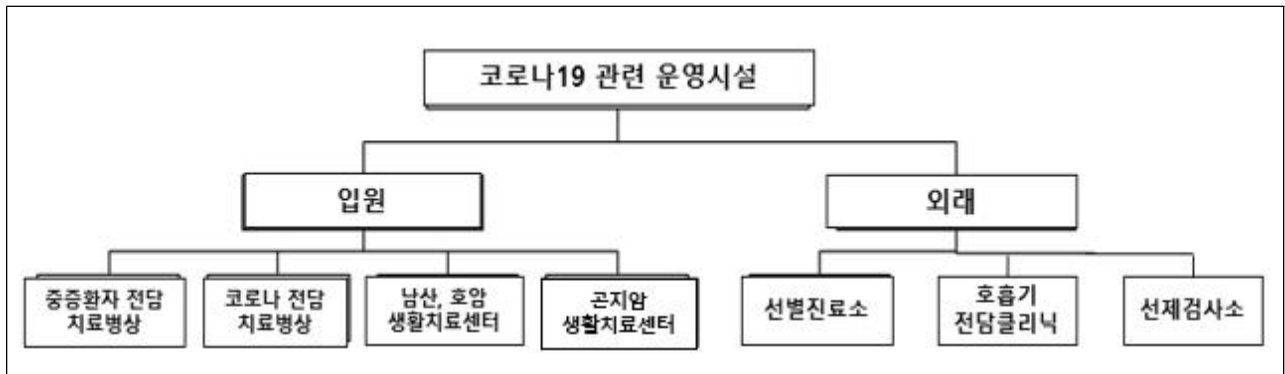 코로나19 관련 운영시설
입원
외래
중증환자 전담
치료병상
코로나 전담
치료병상
남산, 호암
생활치료센터
곤지암
생활치료센터
선별진료소
호흡기
전담클리닉
선제검사소